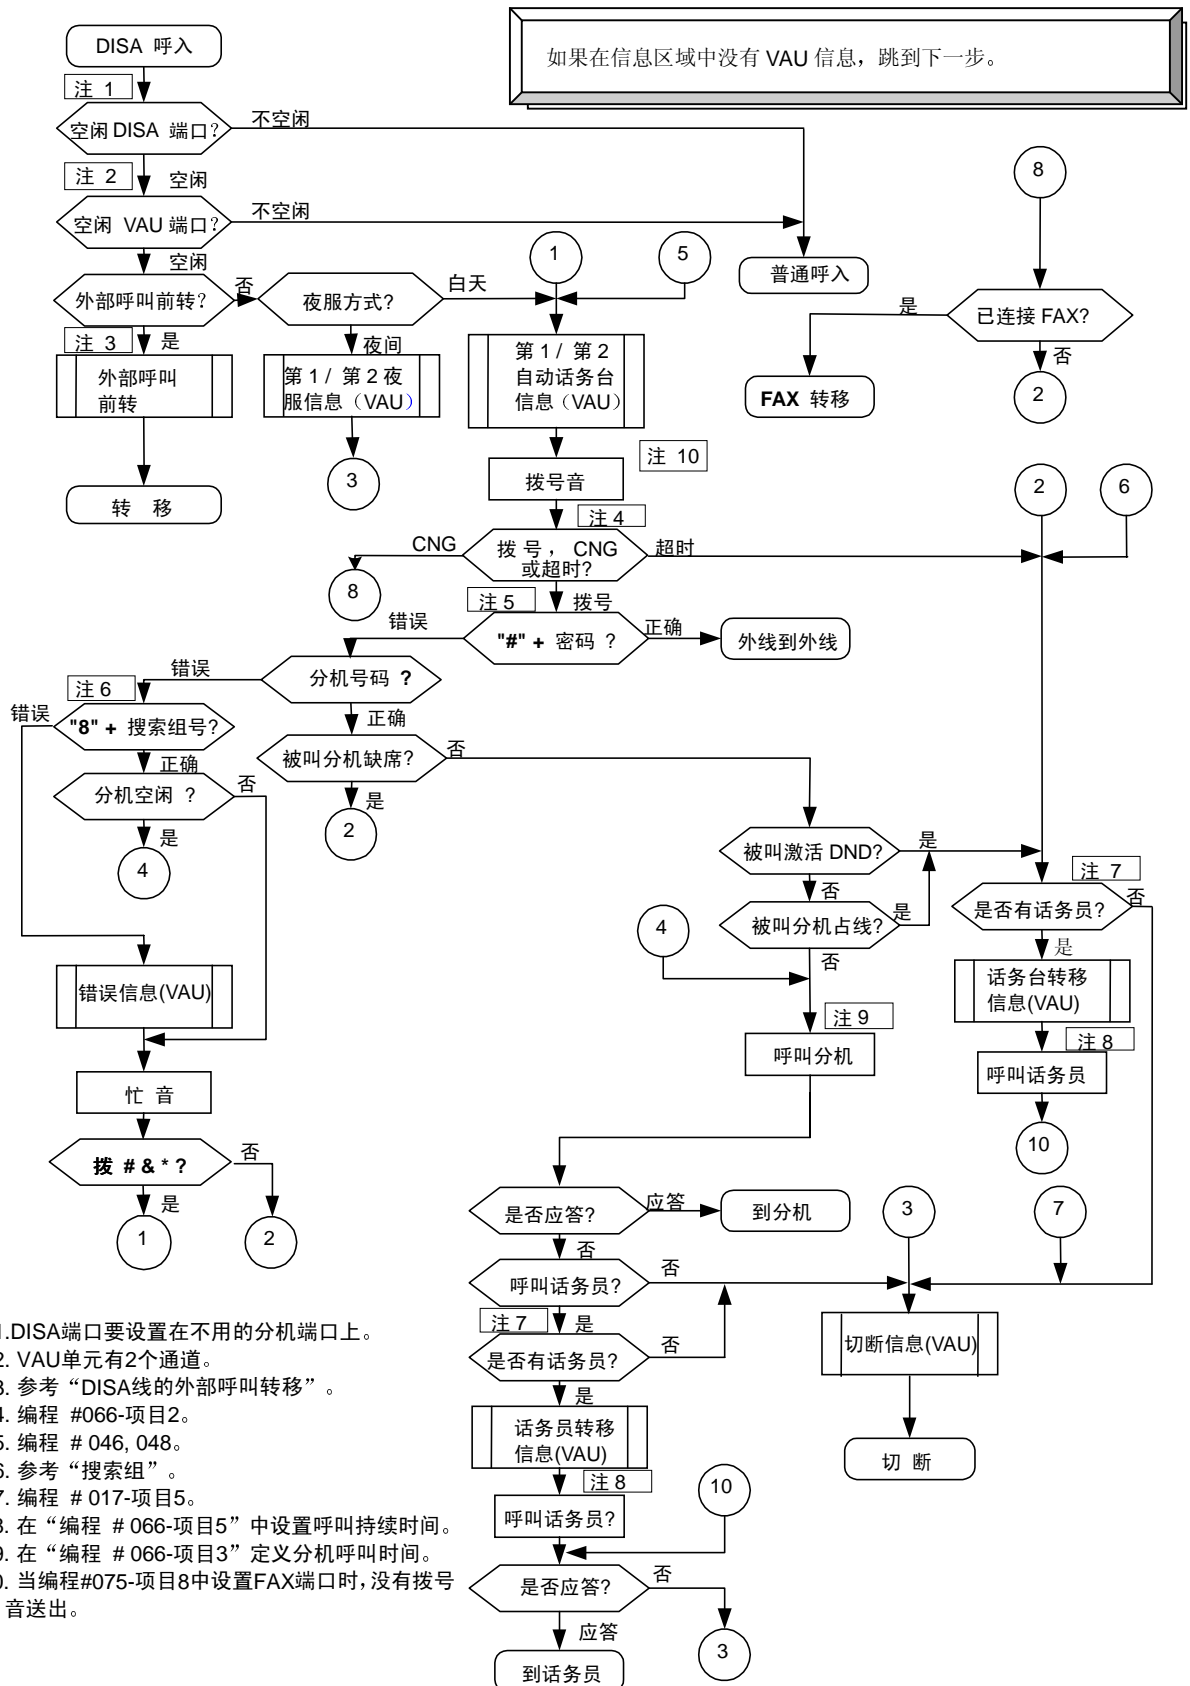 DISA 呼入
如果在信息区域中没有 VAU 信息，跳到下一步。
注 1
空闲 DISA 端口?
不空闲
注 2
空闲
空闲 VAU 端口?
不空闲
空闲
8
1
5
普通呼入
外部呼叫前转?
否
夜服方式?
白天
是
已连接 FAX?
注 3
是
夜间
否
外部呼叫
前转
第 1 / 第 2 夜
服信息（VAU）
第 1 / 第 2
自动话务台
信息（VAU）
FAX 转移
2
注 10
3
拨号音
转 移
2
6
注 4
CNG
拨 号， CNG
或超时?
超时
8
注 5
拨号
错误
"#" + 密码 ?
正确
外线到外线
错误
分机号码 ?
注 6
错误
正确
"8" + 搜索组号?
被叫分机缺席?
否
正确
分机空闲 ?
否
是
2
是
4
被叫激活 DND?
是
注 7
否
否
是否有话务员?
4
被叫分机占线?
是
是
否
错误信息(VAU)
话务台转移
信息(VAU)
注 9
注 8
呼叫分机
呼叫话务员
忙 音
10
拨 # & * ?
否
是
1
2
是否应答?
应答
到分机
3
7
否
呼叫话务员?
否
注 7
是
切断信息(VAU)
是否有话务员?
否
是
话务员转移
信息(VAU)
切 断
注 8
10
呼叫话务员?
是否应答?
否
应答
3
到话务员
1.DISA端口要设置在不用的分机端口上。
2. VAU单元有2个通道。
3. 参考“DISA线的外部呼叫转移”。
4. 编程 #066-项目2。
5. 编程 # 046, 048。
6. 参考“搜索组”。
7. 编程 # 017-项目5。
8. 在“编程 # 066-项目5”中设置呼叫持续时间。
9. 在“编程 # 066-项目3”定义分机呼叫时间。
0. 当编程#075-项目8中设置FAX端口时,没有拨号
音送出。